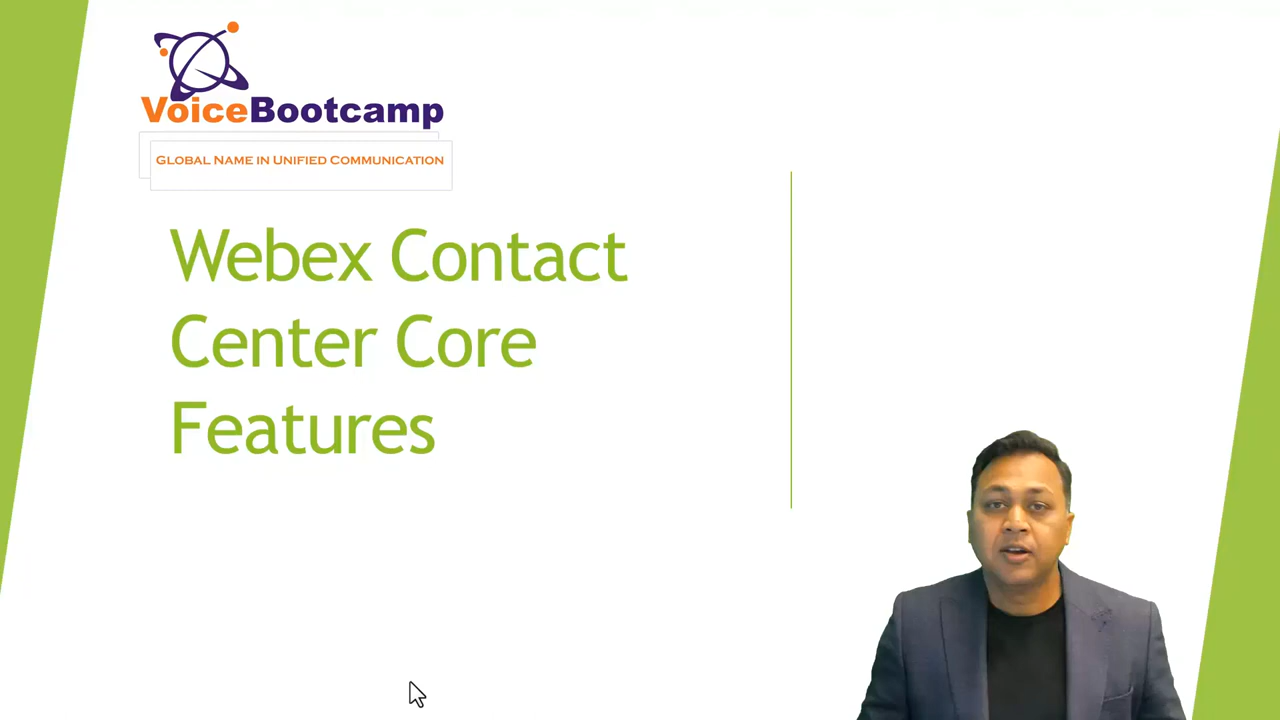 VoiceBootcamp
GLOBAL NAME IN UNIFIED COMMUNICATION
Webex Contact
Center Core
Features